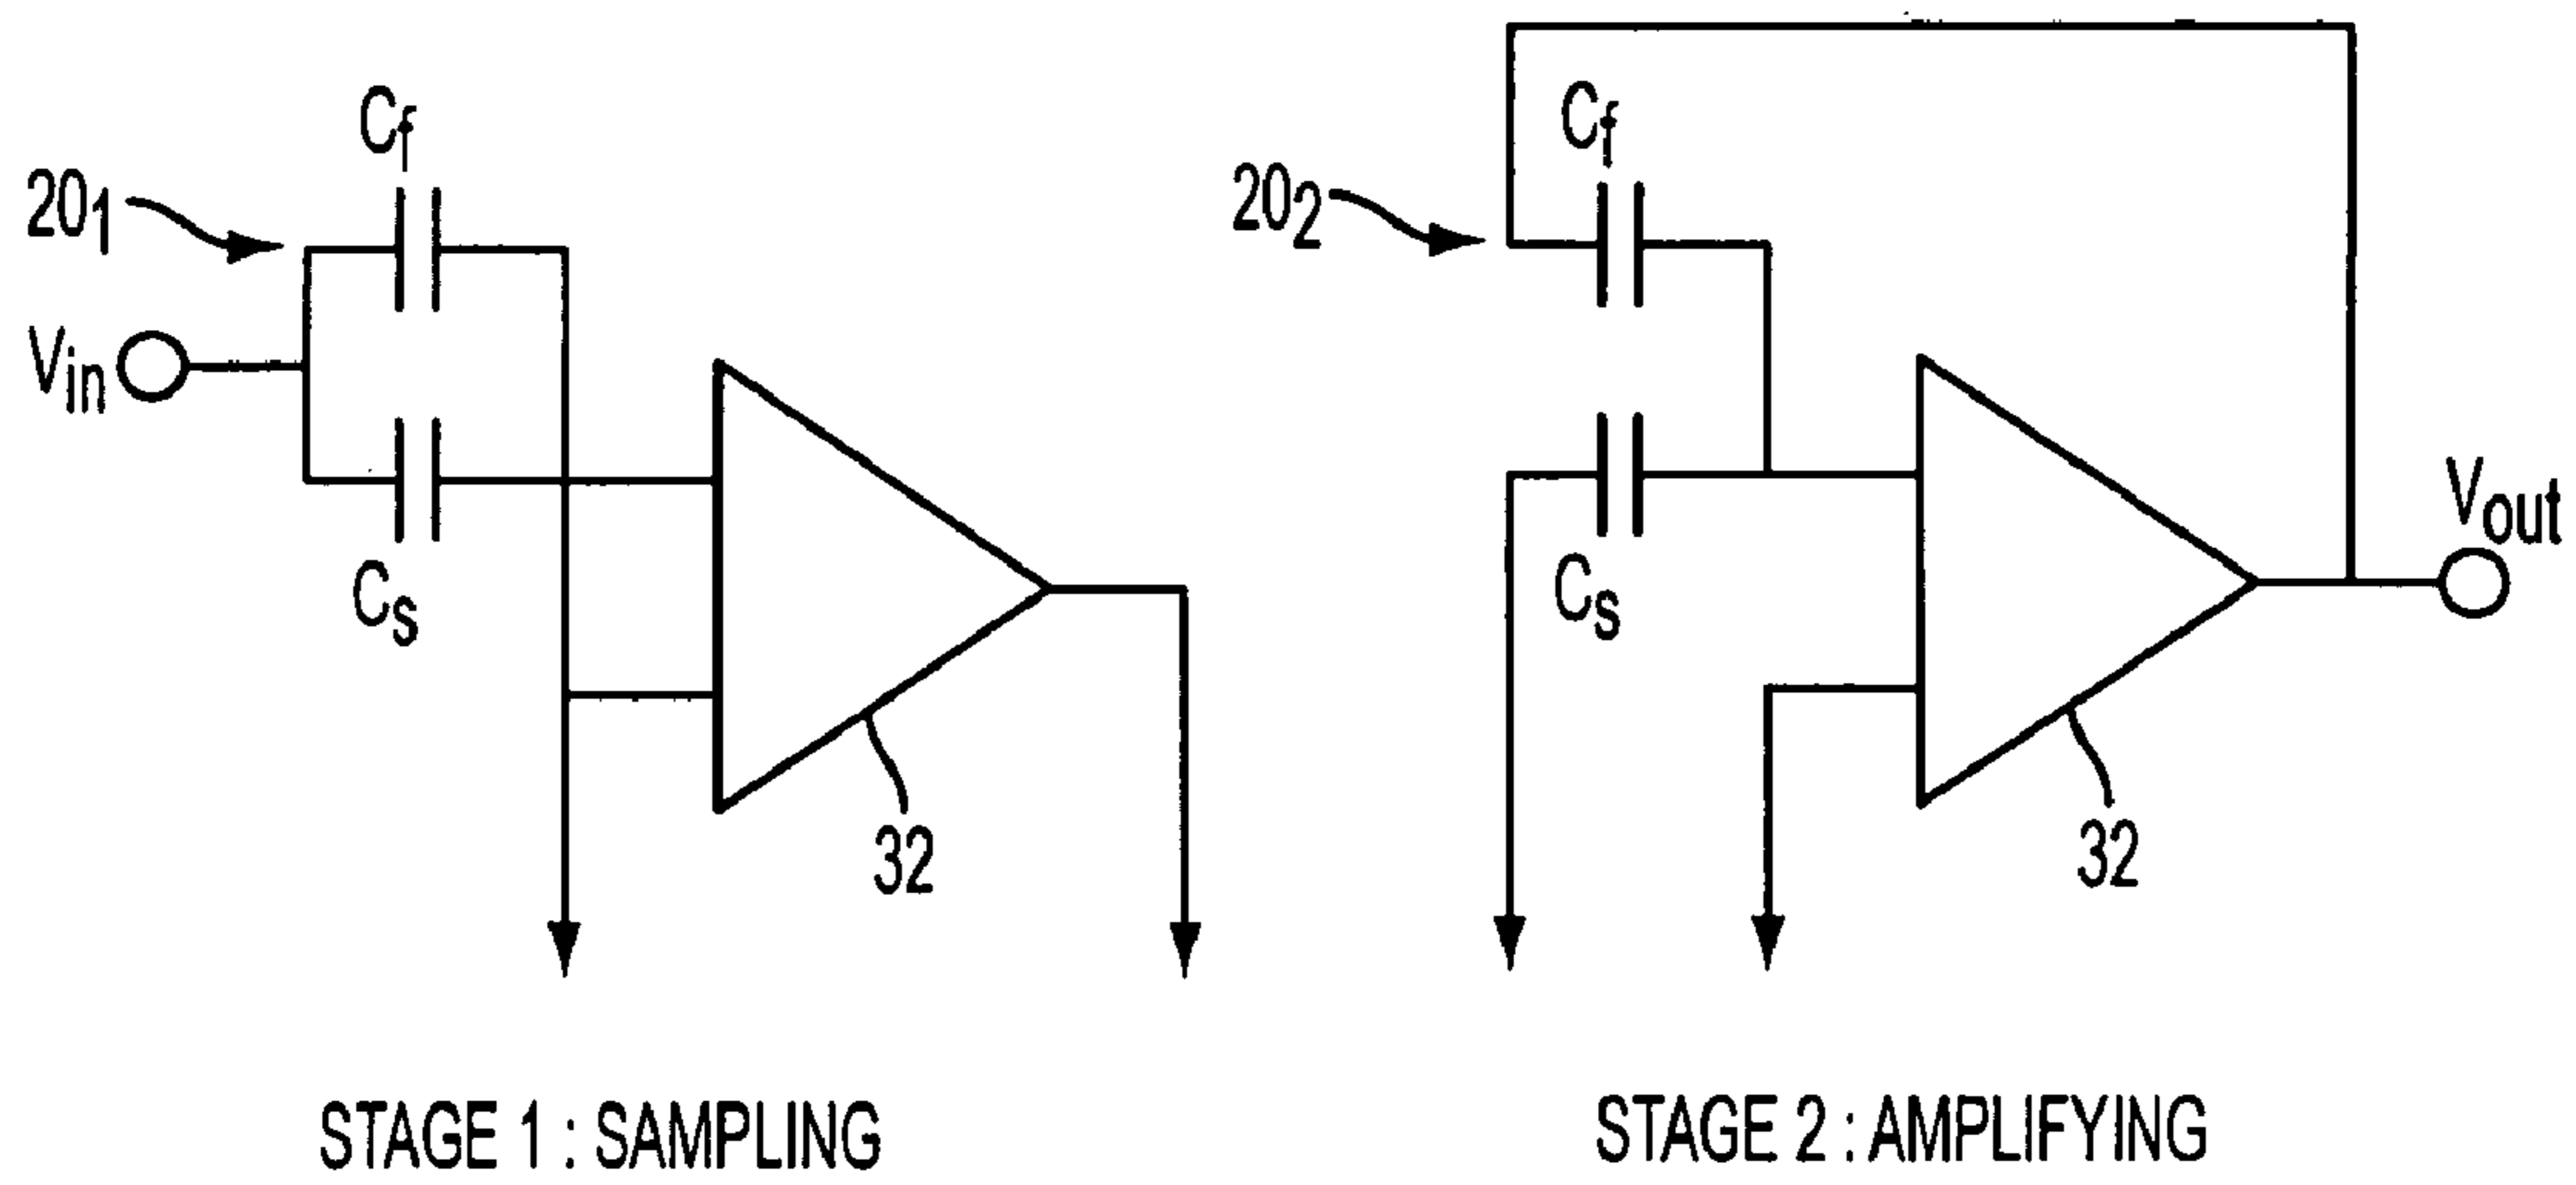 Cf
201
Vin
Cs
32
STAGE 1 : SAMPLING
Cf
202
Cs
Vout
32
STAGE 2 : AMPLIFYING